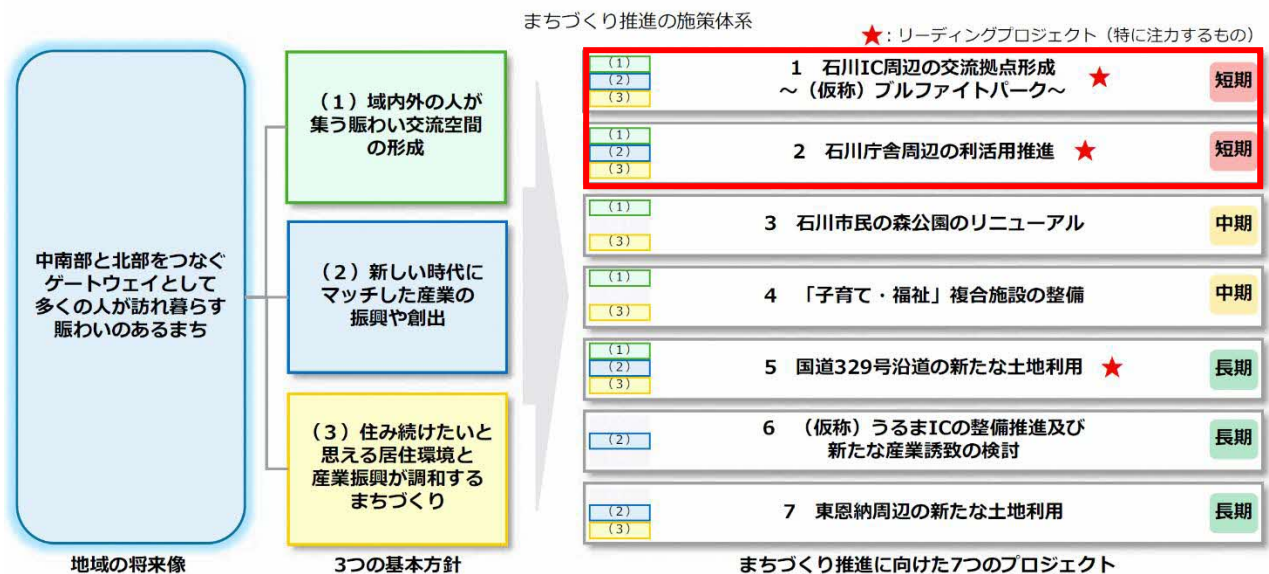 まちづくり推進の施策体系
★：リーディングプロジェクト（特に注力するもの）
中南部と北部をつなぐ
ゲートウェイとして
多くの人が訪れ暮らす
賑わいのあるまち
地域の将来像
（１）域内外の人が
集う賑わい交流空間
の形成
（２）新しい時代に
マッチした産業の
振興や創出
（３）住み続けたいと
思える居住環境と
産業振興が調和する
まちづくり
3つの基本方針
（1）
（2）
（3）
1　石川IC周辺の交流拠点形成
～（仮称）ブルファイトパーク～
★
短期
（1）
（2）
（3）
2　石川庁舎周辺の利活用推進
★
短期
（1）
（3）
3　石川市民の森公園のリニューアル
中期
（1）
（3）
4　「子育て・福祉」複合施設の整備
中期
（1）
（2）
（3）
5　国道329号沿道の新たな土地利用
★
長期
（2）
6　（仮称）うるまICの整備推進及び
新たな産業誘致の検討
長期
（2）
（3）
7　東恩納周辺の新たな土地利用
長期
まちづくり推進に向けた7つのプロジェクト